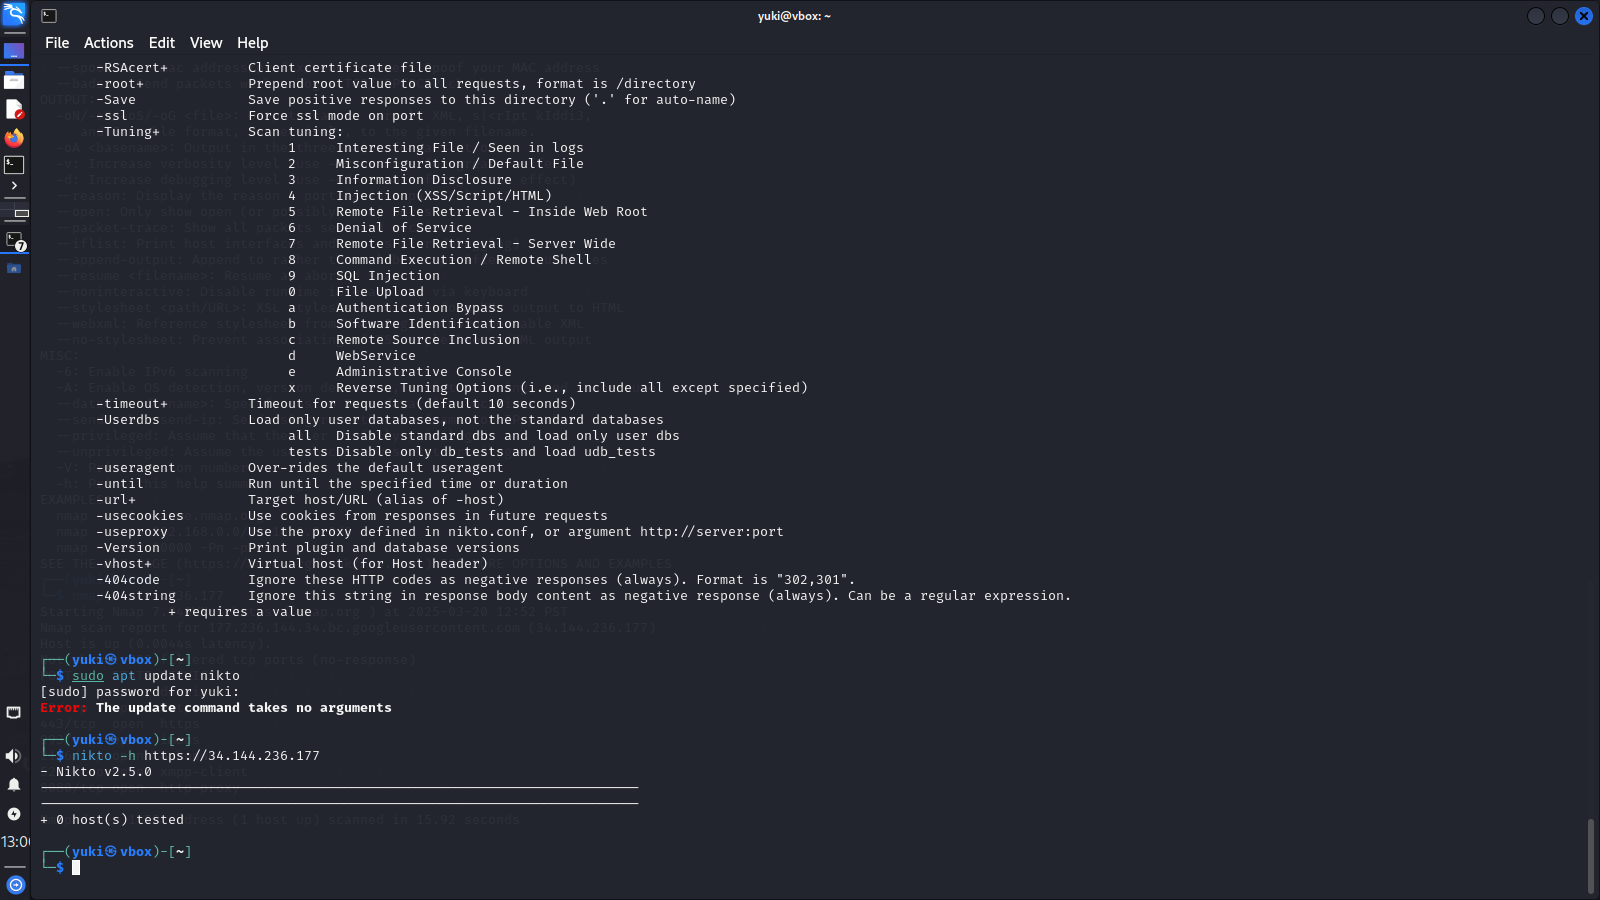 yuki@vbox: ~
File Actions Edit View Help
-RSAcert+ Client certificate file
-root+ Prepend root value to all requests, format is /directory
-Save Save positive responses to this directory ('.' for auto-name)
-ssl Force ssl mode on port
-Tuning+ Scan tuning:
1 Interesting File / Seen in logs
2 Misconfiguration / Default File
3 Information Disclosure
4 Injection (XSS/Script/HTML)
5 Remote File Retrieval - Inside Web Root
6 Denial of Service
7 Remote File Retrieval - Server Wide
8 Command Execution / Remote Shell
9 SQL Injection
0 File Upload
a Authentication Bypass
b Software Identification
c Remote Source Inclusion
d WebService
e Administrative Console
x Reverse Tuning Options (i.e., include all except specified)
-timeout+ Timeout for requests (default 10 seconds)
-Userdbs Load only user databases, not the standard databases
all Disable standard dbs and load only user dbs
tests Disable only db_tests and load udb_tests
-useragent Over-rides the default useragent
-until Run until the specified time or duration
-url+ Target host/URL (alias of -host)
-usecookies Use cookies from responses in future requests
-useproxy Use the proxy defined in nikto.conf, or argument http://server:port
-Version Print plugin and database versions
-vhost+ Virtual host (for Host header)
-404code Ignore these HTTP codes as negative responses (always). Format is "302,301".
-404string Ignore this string in response body content as negative response (always). Can be a regular expression.
+ requires a value
┌──(yuki㉿vbox)-[~]
└─$ sudo apt update nikto
[sudo] password for yuki:
Error: The update command takes no arguments
┌──(yuki㉿vbox)-[~]
└─$ nikto -h https://34.144.236.177
- Nikto v2.5.0
+ 0 host(s) tested
┌──(yuki㉿vbox)-[~]
└─$
7